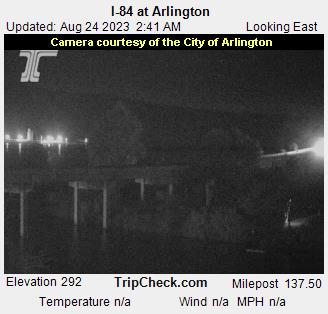 I-84 at Arlington
Updated: Aug 24 2023 2:41 AM Looking East
Camera courtesy of the City of Arlington
Elevation 292 TripCheck.com Milepost 137.50
Temperature n/a Wind n/a MPH n/a